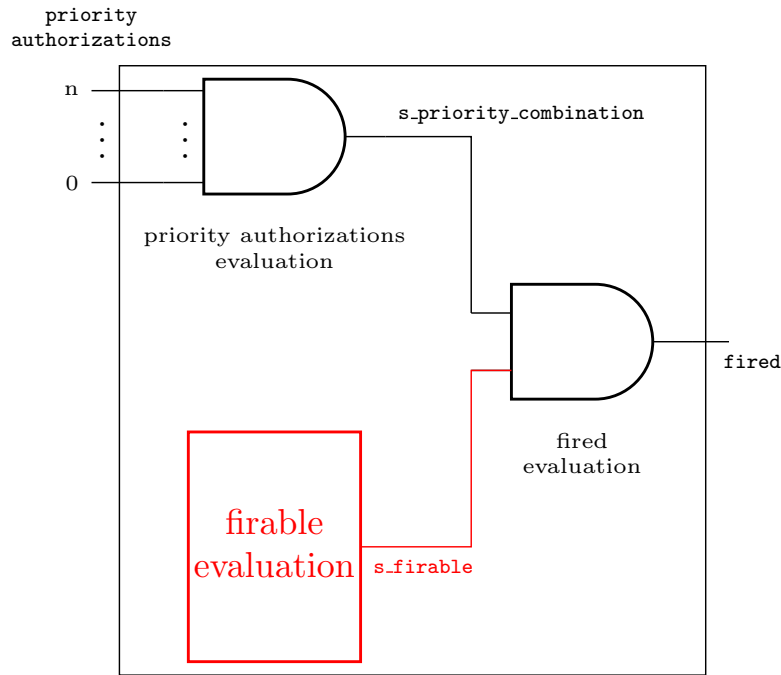 priority
authorizations
n
s_priority_combination
0
priority authorizations
evaluation
fired
fired
evaluation
firable
evaluation
s_firable